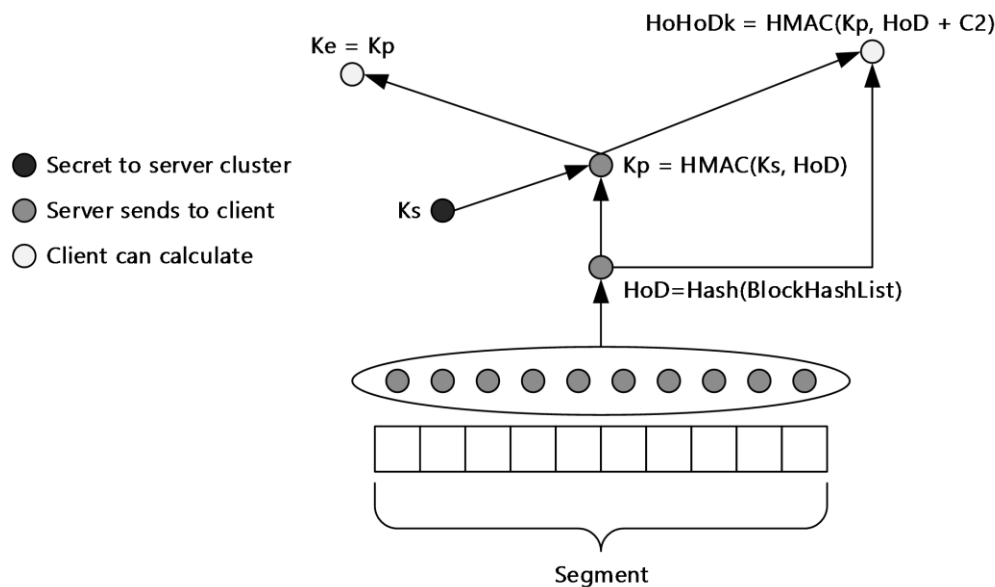 HoHoDk = HMAC(Kp, HoD + C2)
Ke = Kp
Secret to server cluster
Kp = HMAC(Ks, HoD)
Server sends to client
Ks
Client can calculate
HoD=Hash(BlockHashList)
Segment